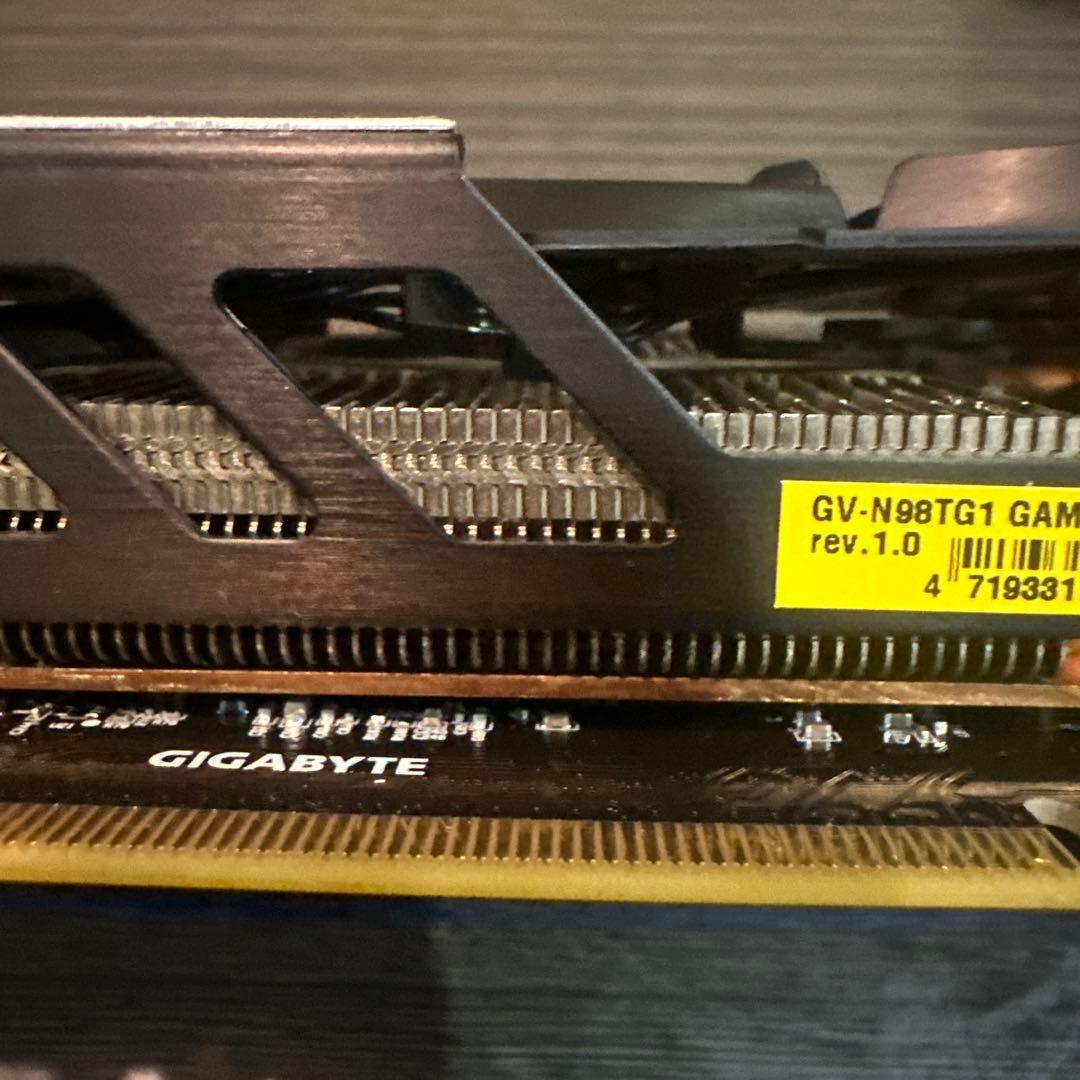 GV-N98TG1 GAM
rev.1.0
4 719331
GIGABYTE